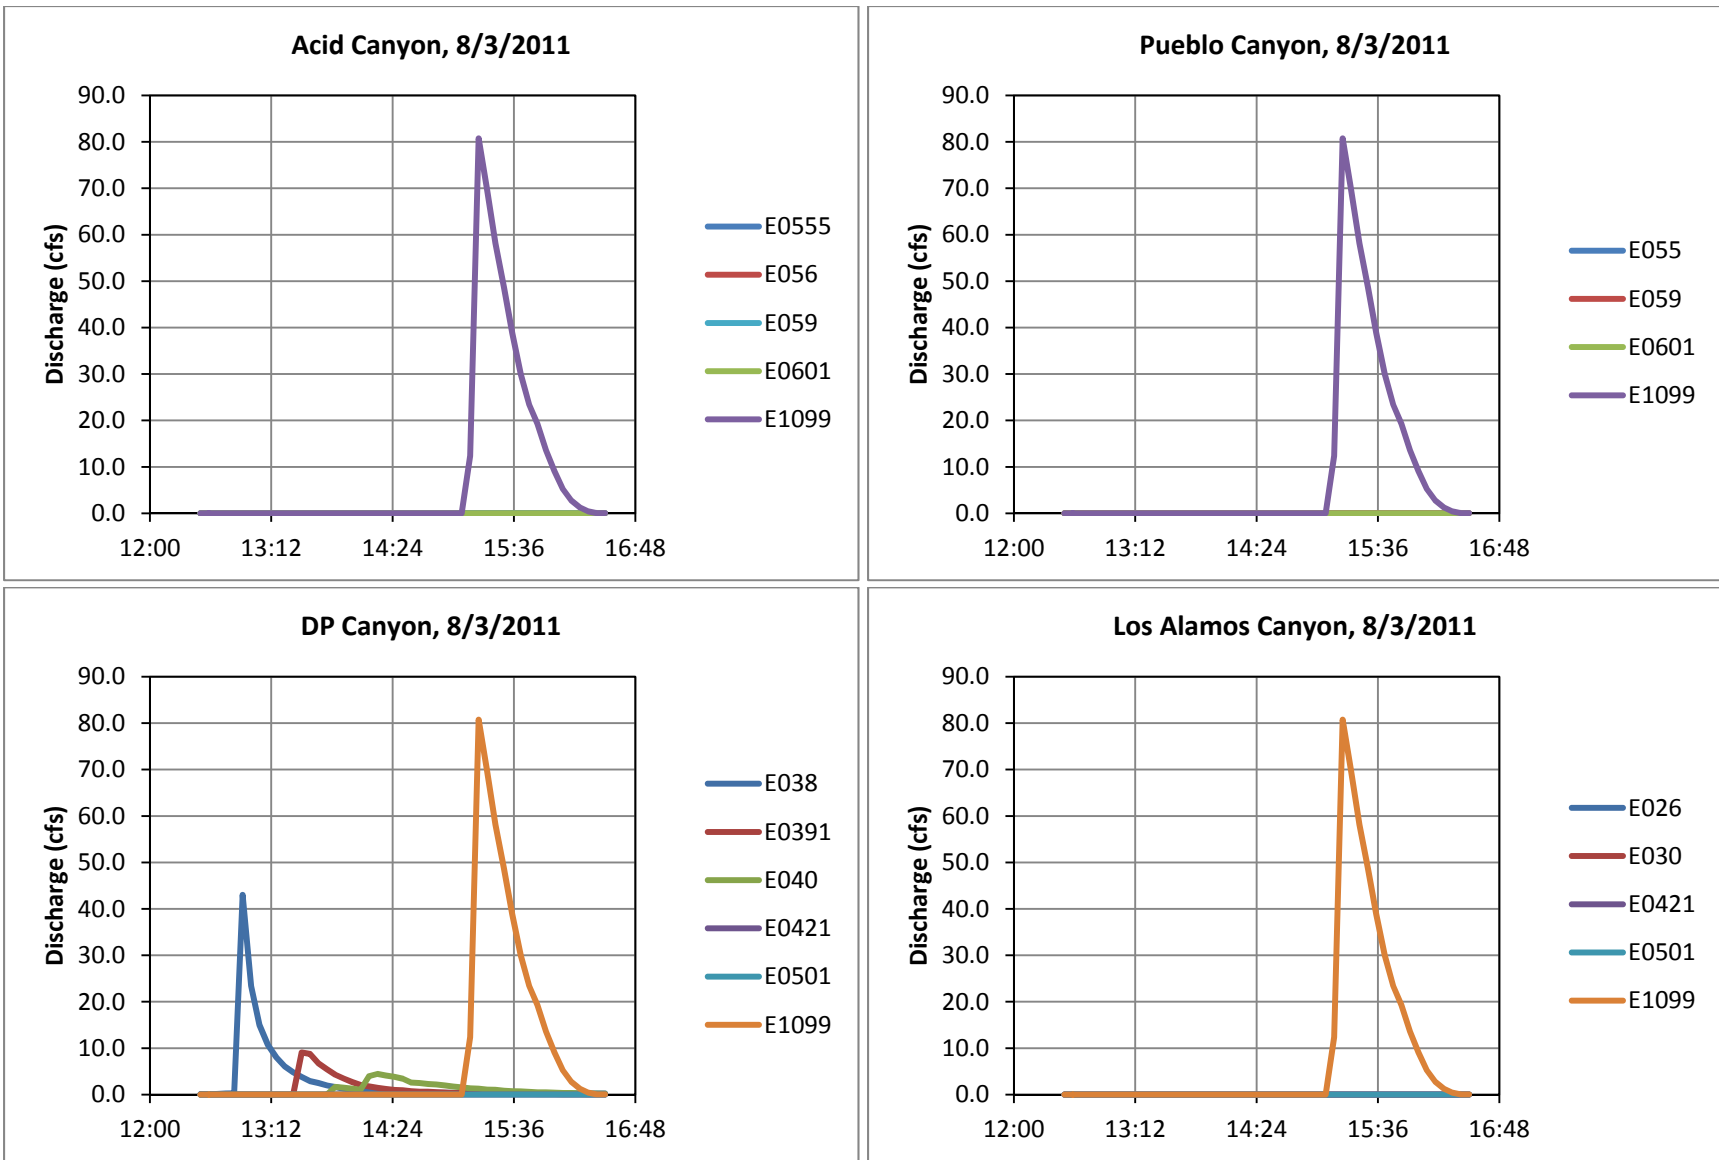 Acid Canyon, 8/3/2011
Discharge (cfs)
90.0
80.0
70.0
60.0
50.0
40.0
30.0
20.0
10.0
0.0
12:00 13:12 14:24 15:36 16:48
E0555
E056
E059
E0601
E1099
Pueblo Canyon, 8/3/2011
Discharge (cfs)
90.0
80.0
70.0
60.0
50.0
40.0
30.0
20.0
10.0
0.0
12:00 13:12 14:24 15:36 16:48
E055
E059
E0601
E1099
DP Canyon, 8/3/2011
Discharge (cfs)
90.0
80.0
70.0
60.0
50.0
40.0
30.0
20.0
10.0
0.0
12:00 13:12 14:24 15:36 16:48
E038
E0391
E040
E0421
E0501
E1099
Los Alamos Canyon, 8/3/2011
Discharge (cfs)
90.0
80.0
70.0
60.0
50.0
40.0
30.0
20.0
10.0
0.0
12:00 13:12 14:24 15:36 16:48
E026
E030
E0421
E0501
E1099